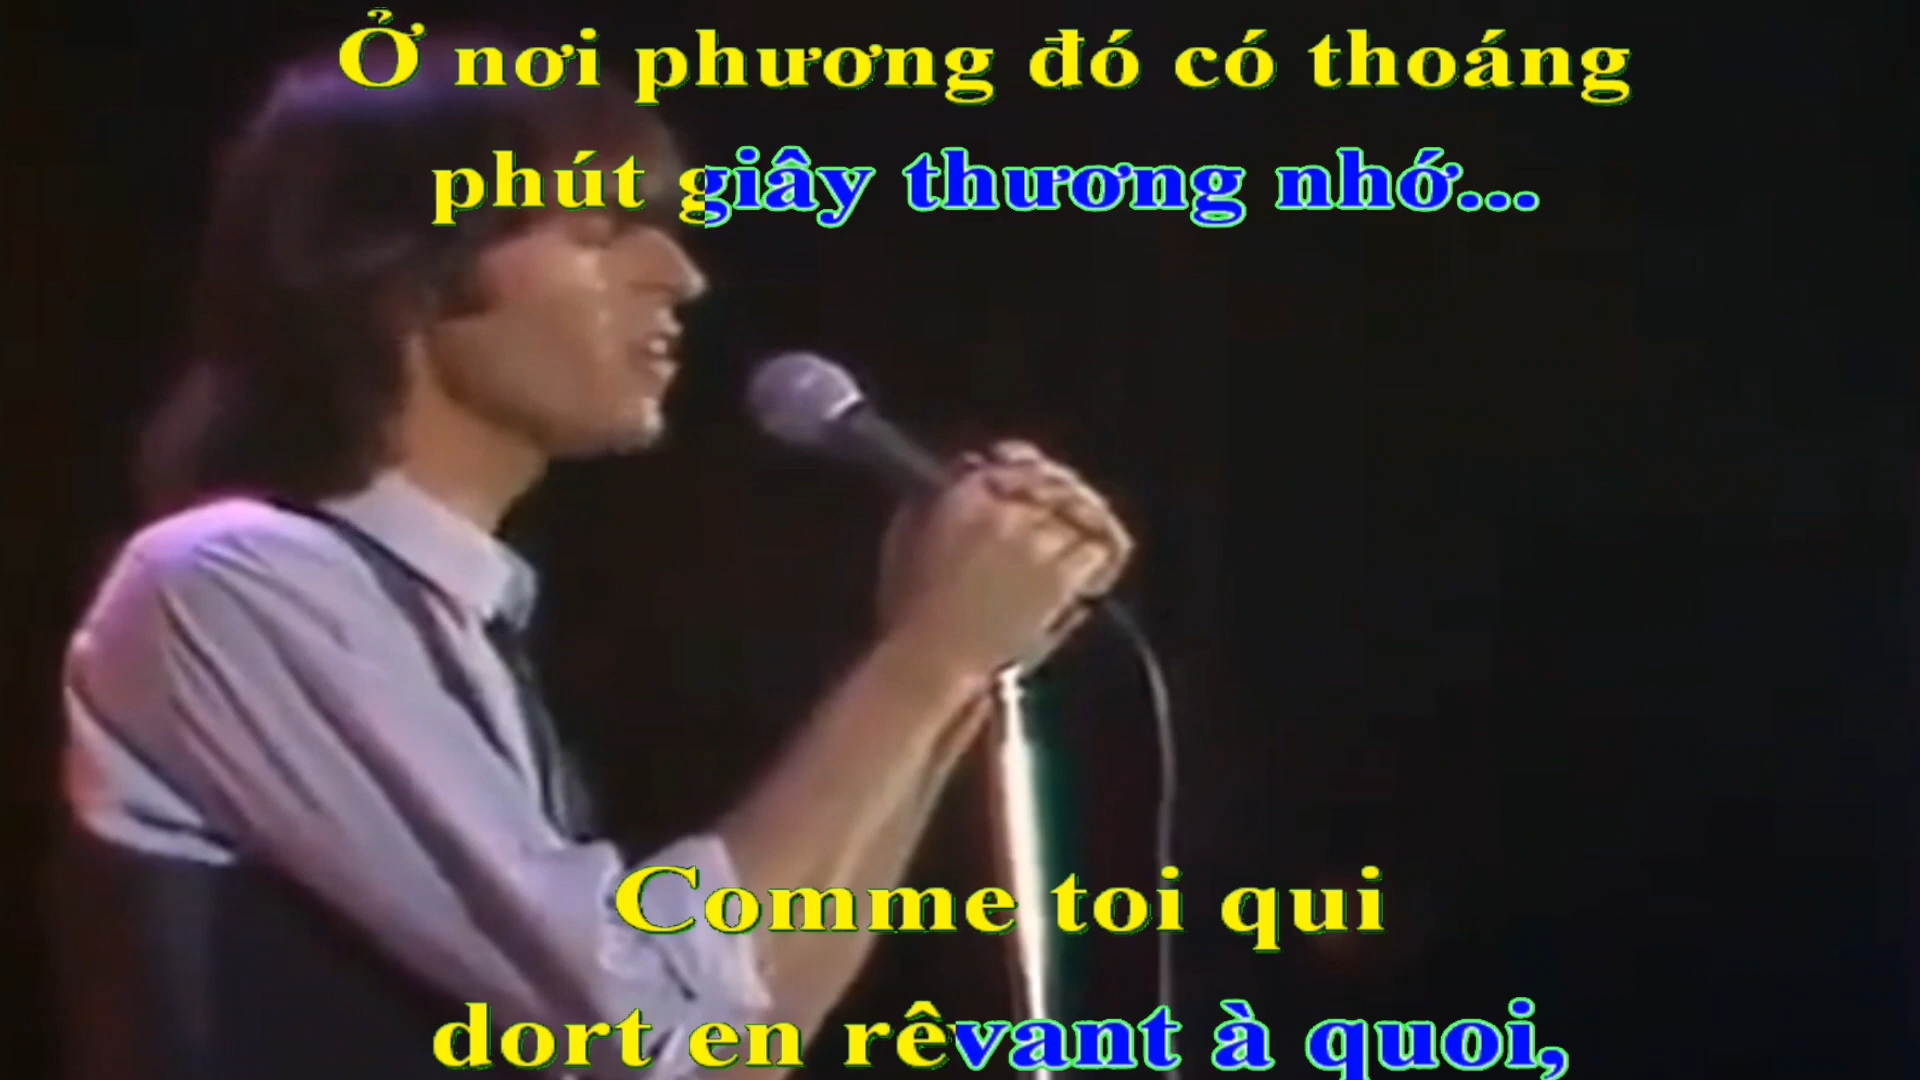 Ở nơi phương đó có thoáng
phút giây thương nhớ...
Comme toi qui
dort en rêvant à quoi,